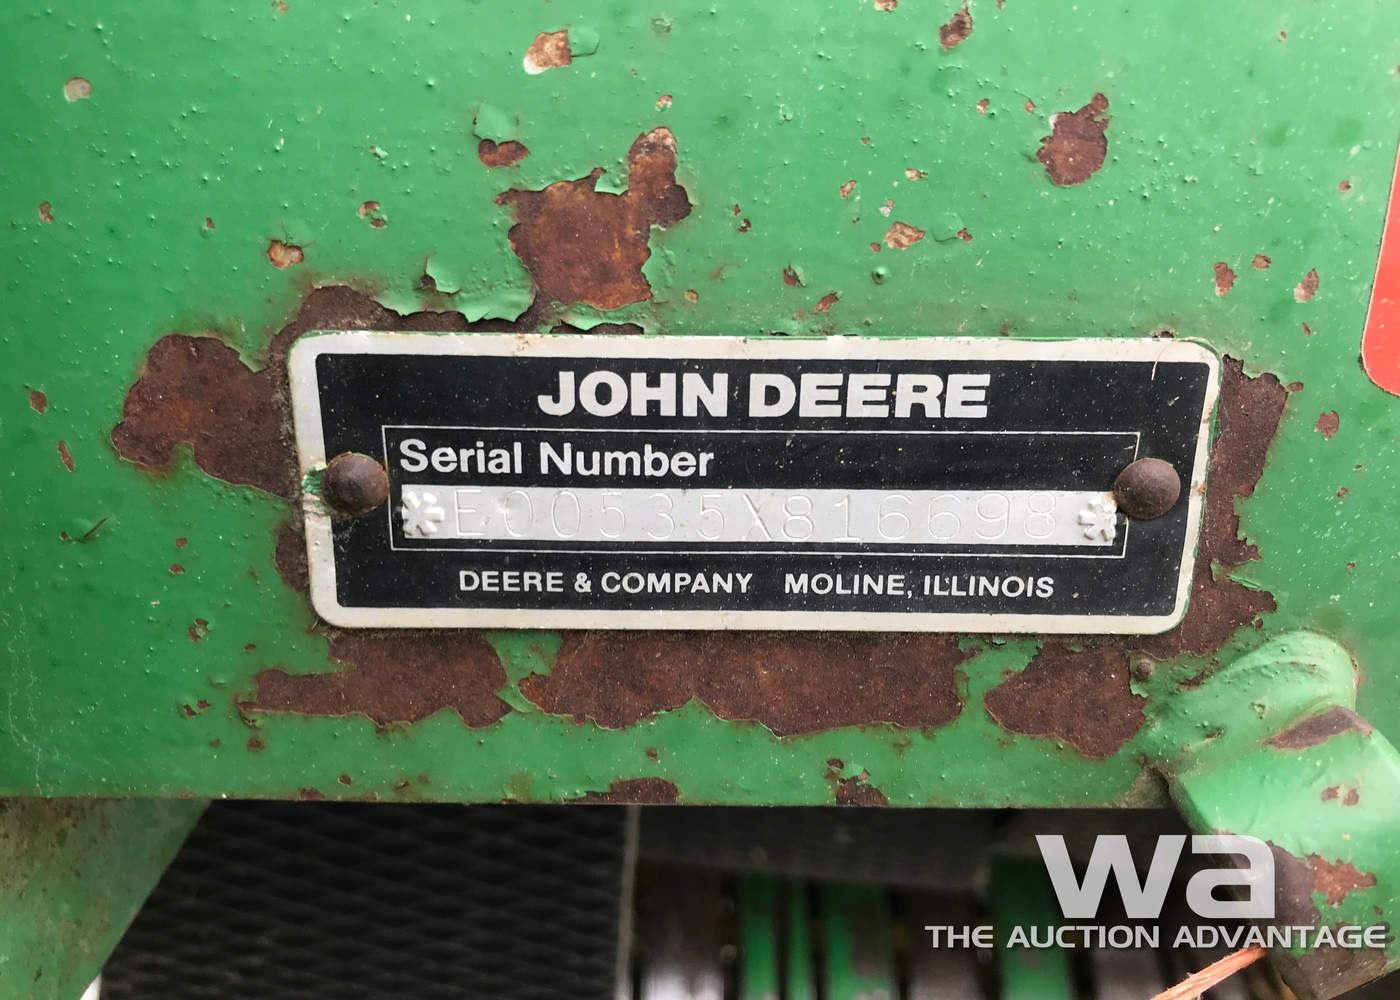 JOHN DEERE
Serial Number
*E00535X816698*
DEERE & COMPANY MOLINE, ILLINOIS
wa
THE AUCTION ADVANTAGE